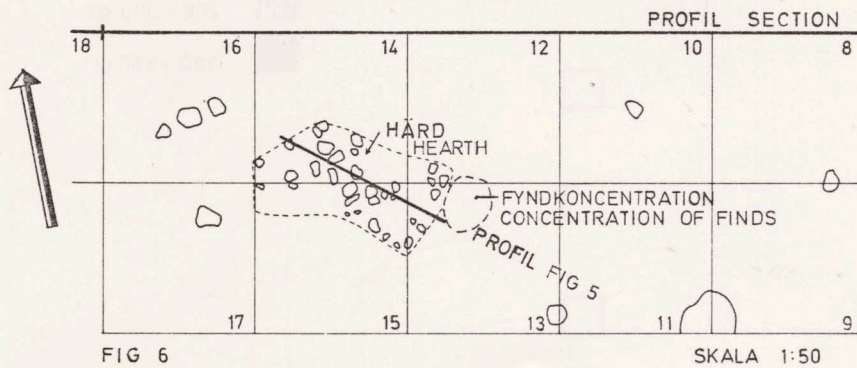 PROFIL SECTION
18
16
14
12
10
8
HÄRD
HEARTH
FYNDKONCENTRATION
CONCENTRATION OF FINDS
PROFIL FIG 5
17
15
13
11
9
FIG 6
SKALA 1:50